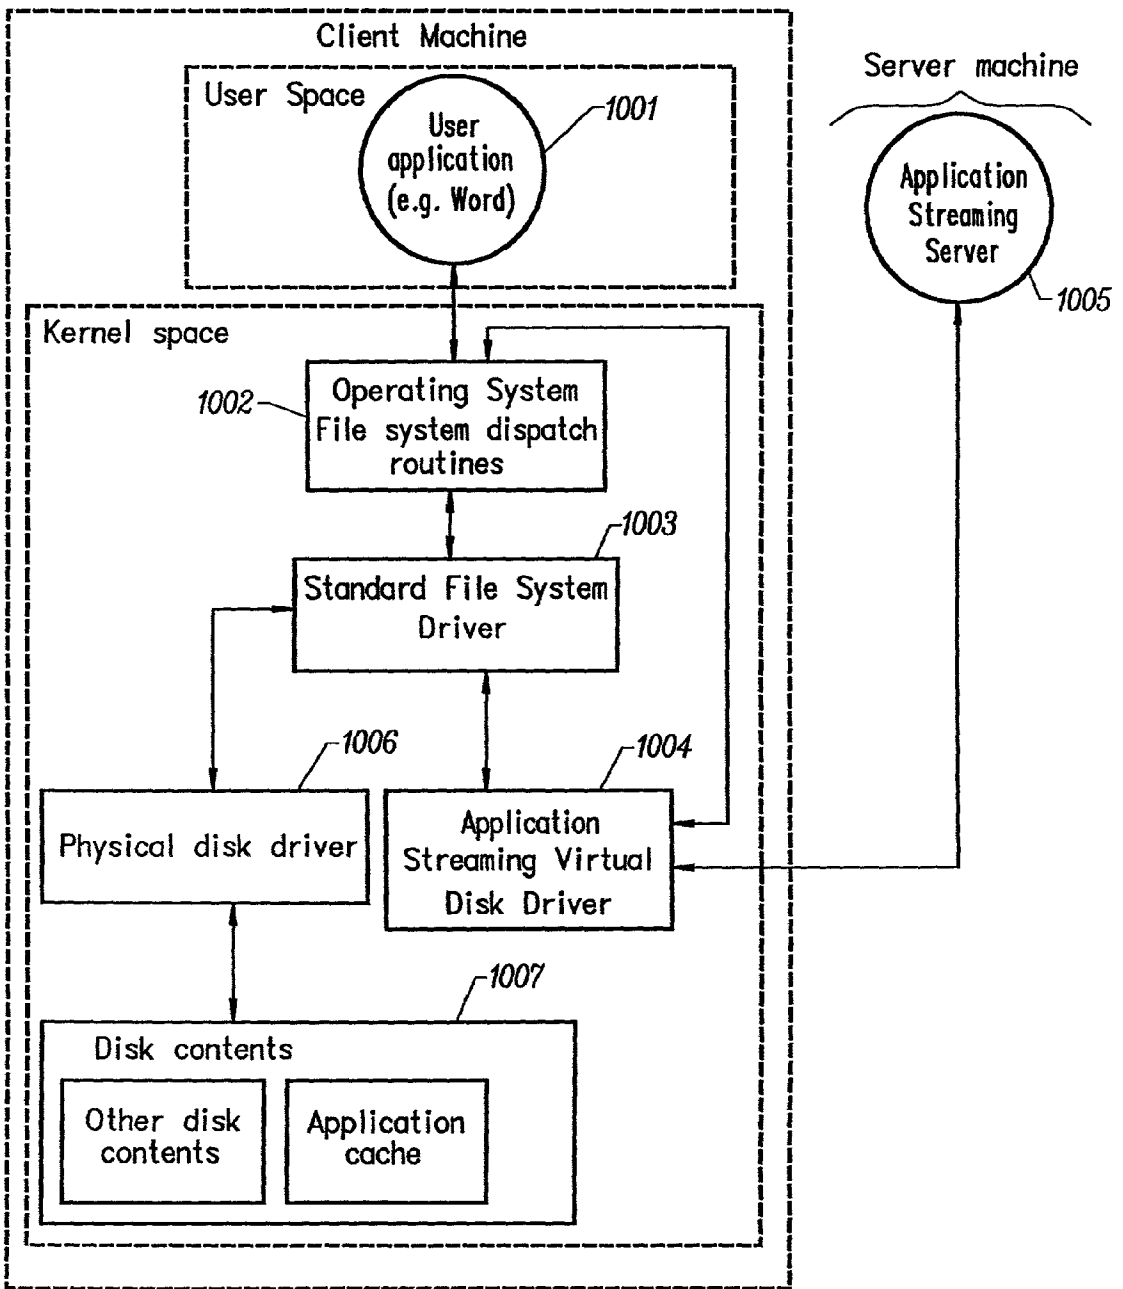 Client Machine
Server machine
User Space
1001
User
application
(e.g. Word)
Application
Streaming
Server
1005
Kernel space
1002
Operating System
File system dispatch
routines
1003
Standard File System
Driver
1006
1004
Physical disk driver
Application
Streaming Virtual
Disk Driver
1007
Disk contents
Other disk
contents
Application
cache